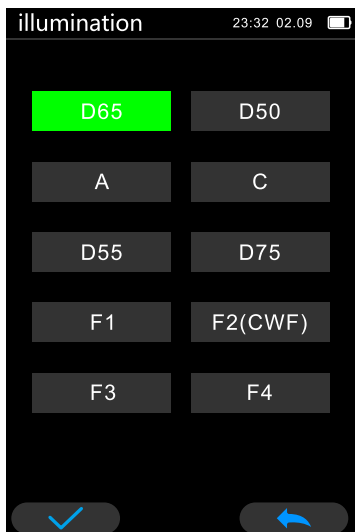 illumination 23:32 02.09
D65 D50
A C
D55 D75
F1 F2(CWF)
F3 F4